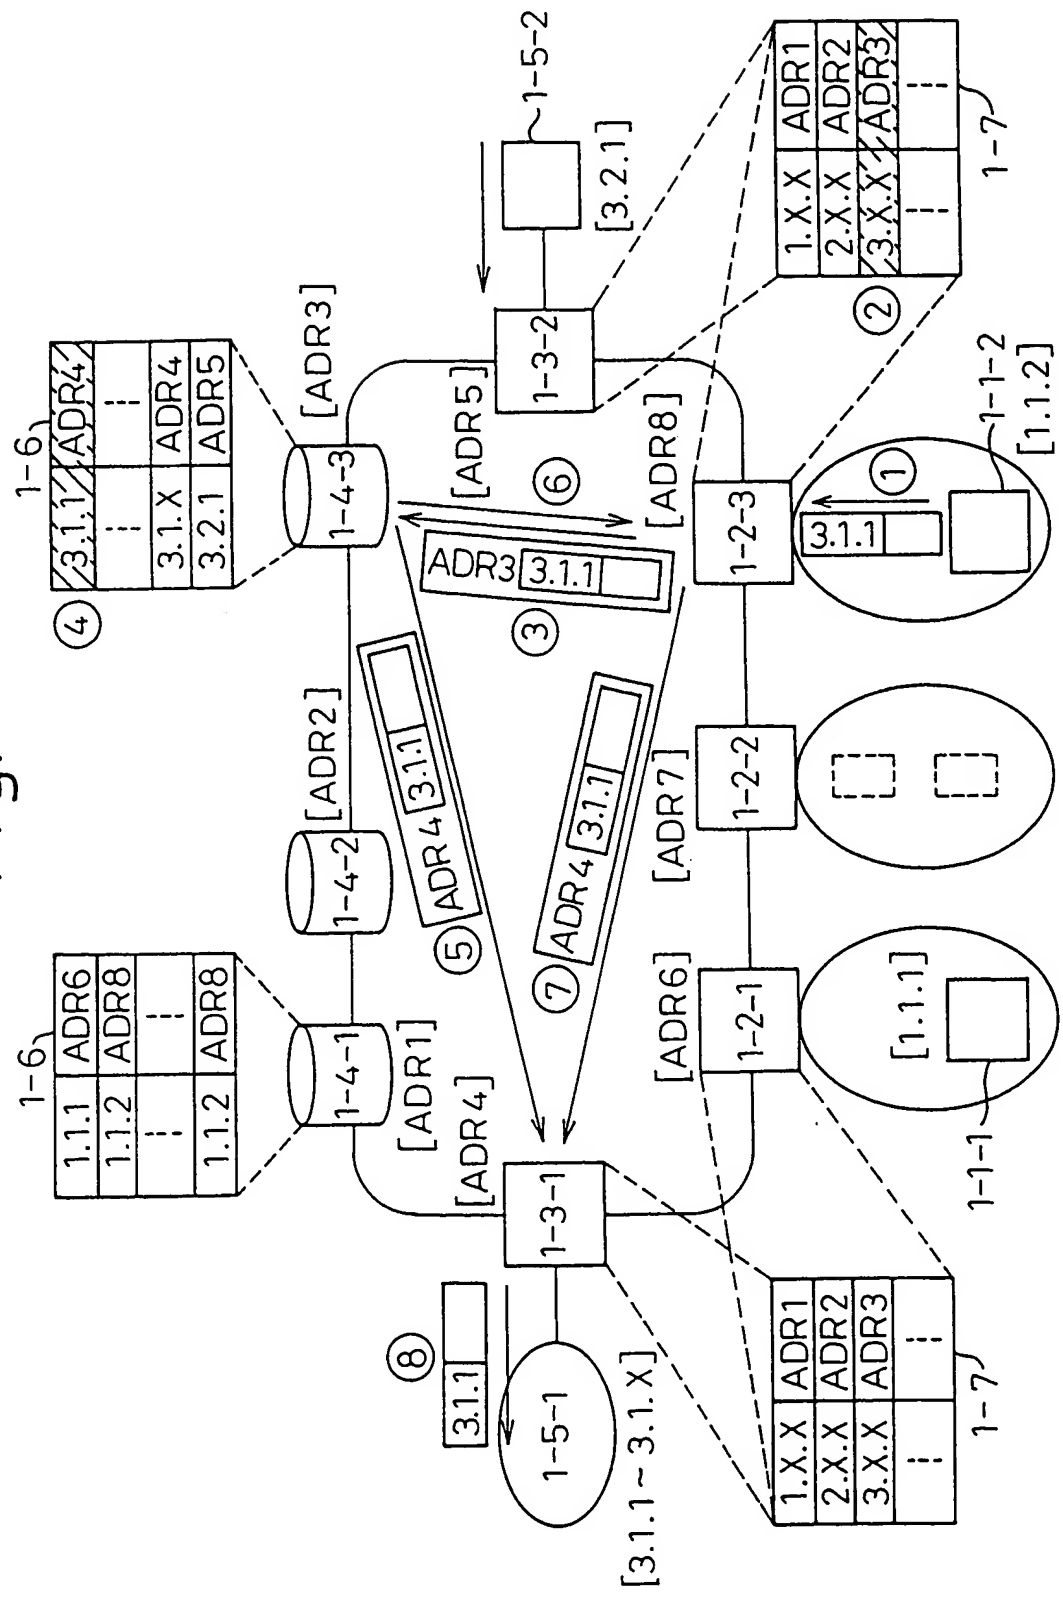 1-6
1.1.1 ADR6
1.1.2 ADR8
1.1.2 ADR8
1-6
④
3.1.1 ADR4
3.1.X ADR4
3.2.1 ADR5
1-4-1
[ADR1]
1-4-2
[ADR2]
1-4-3
[ADR3]
⑧
3.1.1
1-5-1
[3.1.1~3.1.X]
[ADR4]
1-3-1
⑤
ADR4 3.1.1
⑦
ADR4 3.1.1
③
ADR3 3.1.1
⑥
[ADR5]
1-3-2
1-5-2
[3.2.1]
[ADR6]
1-2-1
[ADR7]
1-2-2
[ADR8]
1-2-3
1.X.X ADR1
2.X.X ADR2
3.X.X ADR3
1-7
[1.1.1]
1-1-1
3.1.1
①
1-1-2
[1.1.2]
1.X.X ADR1
2.X.X ADR2
②
3.X.X ADR3
1-7